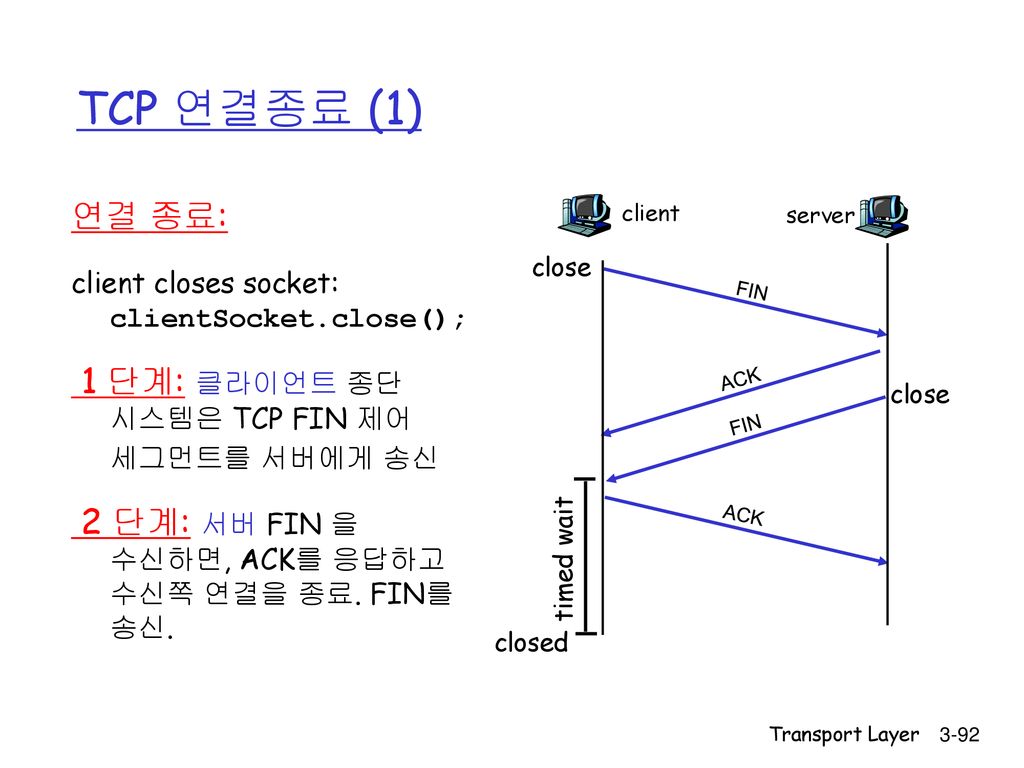 TCP 연결종료 (1)
연결 종료:
client closes socket:
clientSocket.close();
1 단계: 클라이언트 종단
시스템은 TCP FIN 제어
세그먼트를 서버에게 송신
2 단계: 서버 FIN 을
수신하면, ACK를 응답하고
수신쪽 연결을 종료. FIN를
송신.
client
server
close
FIN
ACK
close
FIN
ACK
timed wait
closed
Transport Layer 3-92